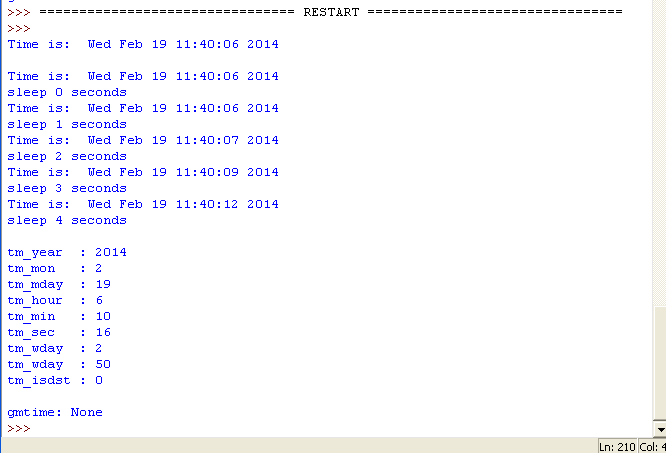 >>> ================================ RESTART ================================
>>>
Time is:  Wed Feb 19 11:40:06 2014

Time is:  Wed Feb 19 11:40:06 2014
sleep 0 seconds
Time is:  Wed Feb 19 11:40:06 2014
sleep 1 seconds
Time is:  Wed Feb 19 11:40:07 2014
sleep 2 seconds
Time is:  Wed Feb 19 11:40:09 2014
sleep 3 seconds
Time is:  Wed Feb 19 11:40:12 2014
sleep 4 seconds

tm_year  : 2014
tm_mon   : 2
tm_mday  : 19
tm_hour  : 6
tm_min   : 10
tm_sec   : 16
tm_wday  : 2
tm_wday  : 50
tm_isdst : 0

gmtime: None
>>>
Ln: 210 Col: 4